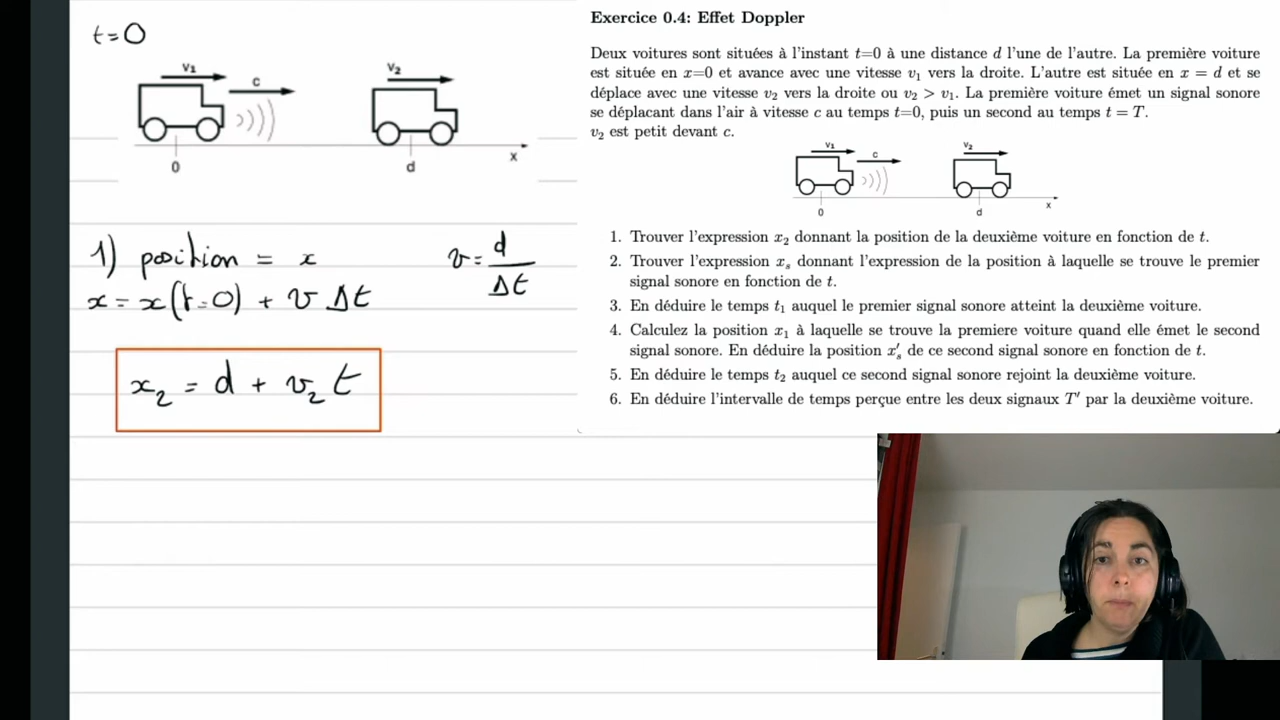 t=0
v₁
c
v₂
0
d
x
1) position = x
v = d / Δt
x = x(t=0) + v Δt
x₂ = d + v₂ t
Exercice 0.4: Effet Doppler
Deux voitures sont situées à l'instant t=0 à une distance d l'une de l'autre. La première voiture
est située en x=0 et avance avec une vitesse v₁ vers la droite. L'autre est située en x = d et se
déplace avec une vitesse v₂ vers la droite ou v₂ > v₁. La première voiture émet un signal sonore
se déplacant dans l'air à vitesse c au temps t=0, puis un second au temps t = T.
v₂ est petit devant c.
v₁
c
v₂
0
d
x
1. Trouver l'expression x₂ donnant la position de la deuxième voiture en fonction de t.
2. Trouver l'expression xₛ donnant l'expression de la position à laquelle se trouve le premier
signal sonore en fonction de t.
3. En déduire le temps t₁ auquel le premier signal sonore atteint la deuxième voiture.
4. Calculez la position x₁ à laquelle se trouve la premiere voiture quand elle émet le second
signal sonore. En déduire la position x′ₛ de ce second signal sonore en fonction de t.
5. En déduire le temps t₂ auquel ce second signal sonore rejoint la deuxième voiture.
6. En déduire l'intervalle de temps perçue entre les deux signaux T′ par la deuxième voiture.